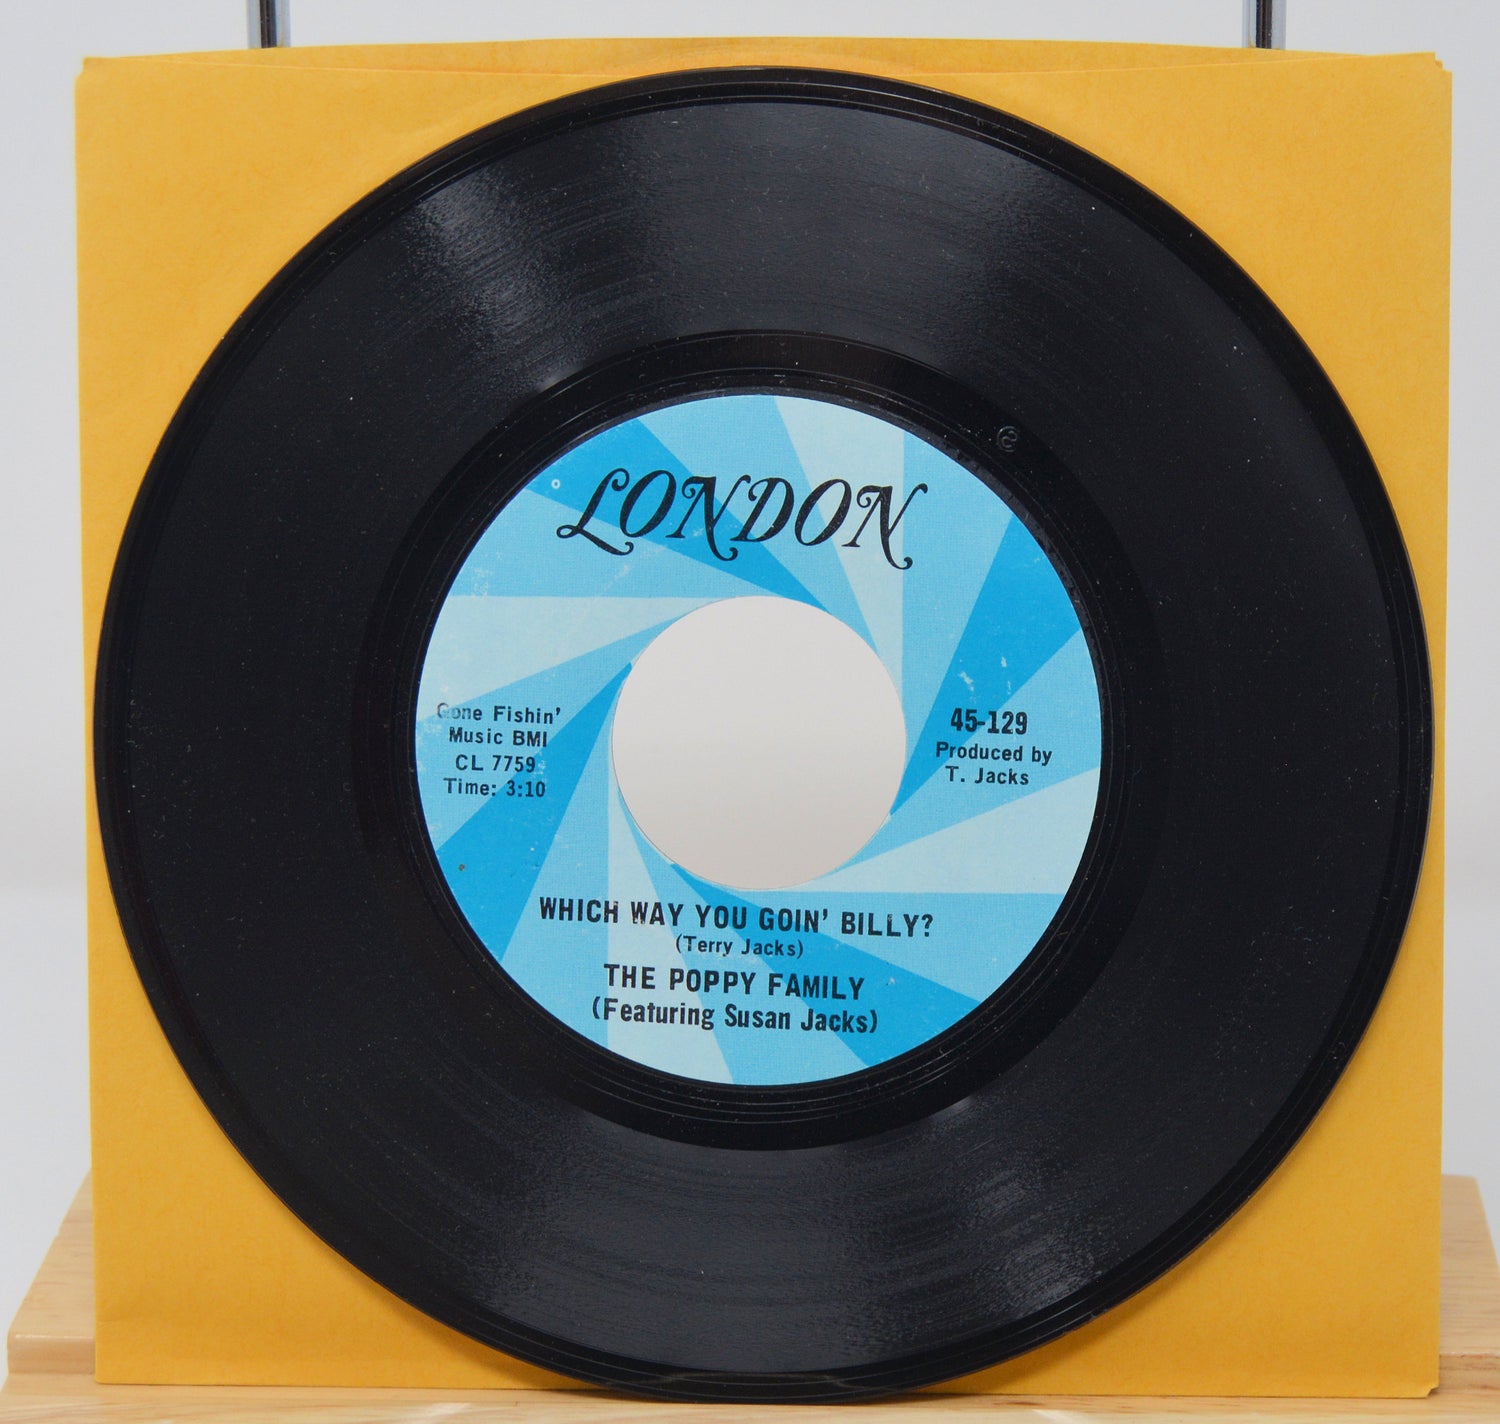 LONDON
Gone Fishin'
Music BMI
CL 7759
Time: 3:10
45-129
Produced by
T. Jacks
WHICH WAY YOU GOIN' BILLY?
(Terry Jacks)
THE POPPY FAMILY
(Featuring Susan Jacks)